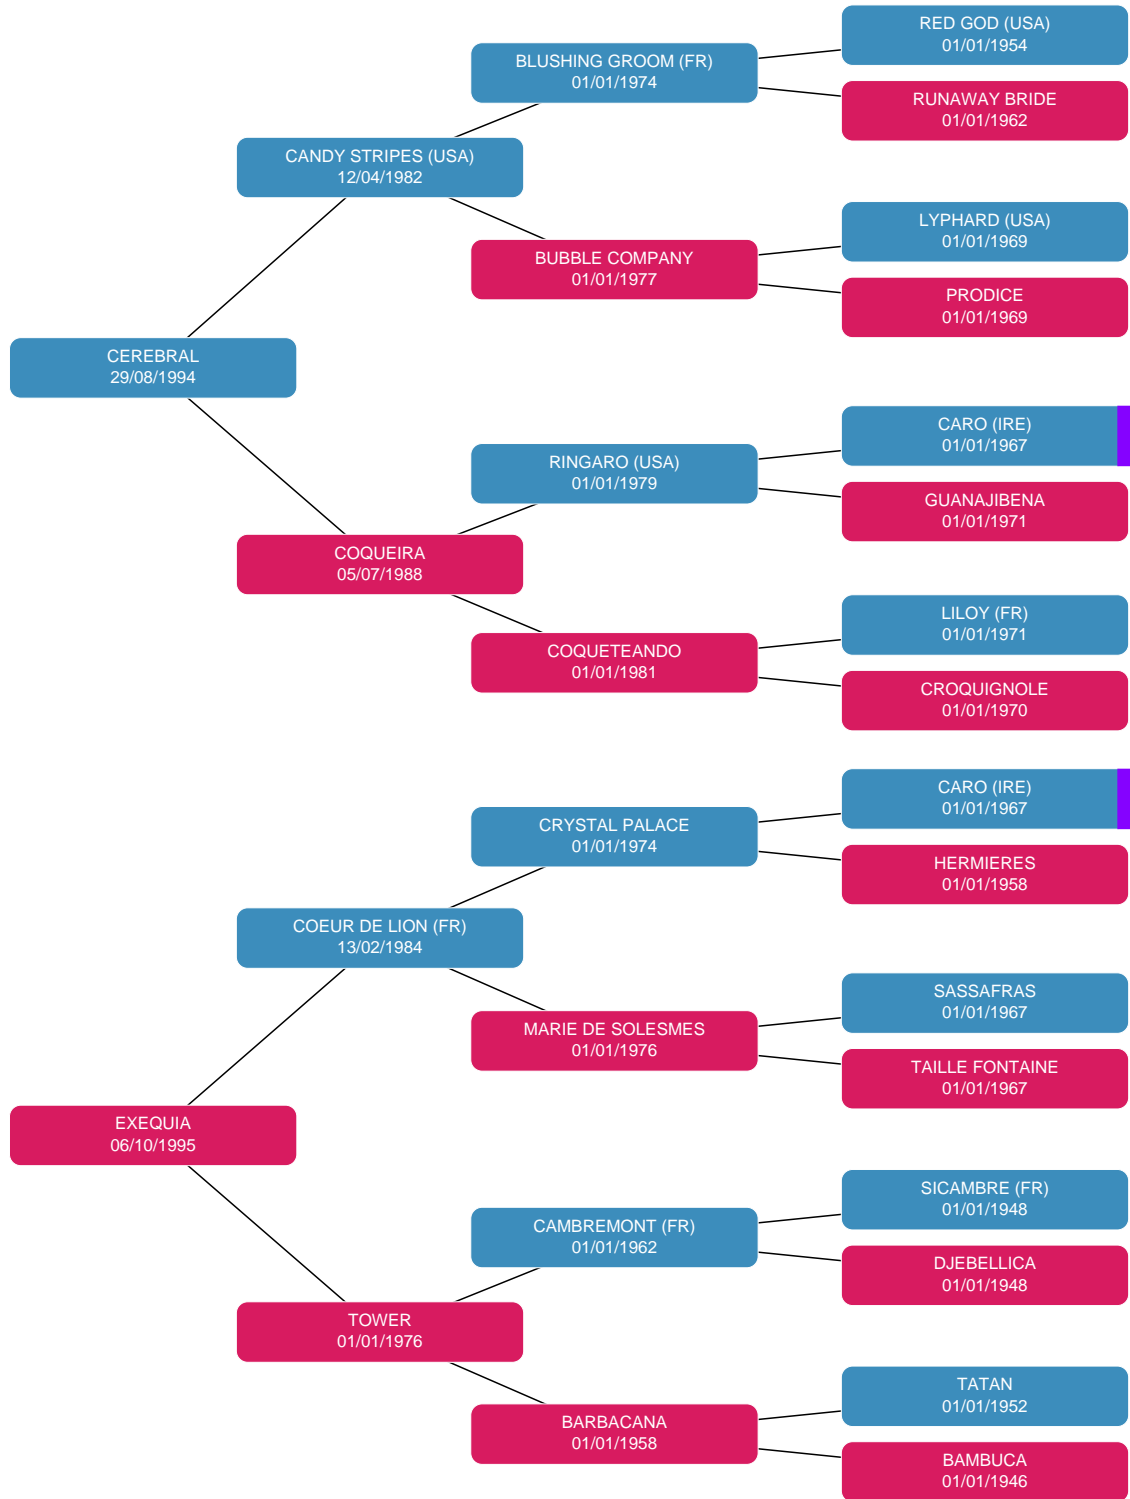 RED GOD (USA)
01/01/1954
BLUSHING GROOM (FR)
01/01/1974
RUNAWAY BRIDE
01/01/1962
CANDY STRIPES (USA)
12/04/1982
LYPHARD (USA)
01/01/1969
BUBBLE COMPANY
01/01/1977
PRODICE
01/01/1969
CEREBRAL
29/08/1994
CARO (IRE)
01/01/1967
RINGARO (USA)
01/01/1979
GUANAJIBENA
01/01/1971
COQUEIRA
05/07/1988
LILOY (FR)
01/01/1971
COQUETEANDO
01/01/1981
CROQUIGNOLE
01/01/1970
CARO (IRE)
01/01/1967
CRYSTAL PALACE
01/01/1974
HERMIERES
01/01/1958
COEUR DE LION (FR)
13/02/1984
SASSAFRAS
01/01/1967
MARIE DE SOLESMES
01/01/1976
TAILLE FONTAINE
01/01/1967
EXEQUIA
06/10/1995
SICAMBRE (FR)
01/01/1948
CAMBREMONT (FR)
01/01/1962
DJEBELLICA
01/01/1948
TOWER
01/01/1976
TATAN
01/01/1952
BARBACANA
01/01/1958
BAMBUCA
01/01/1946